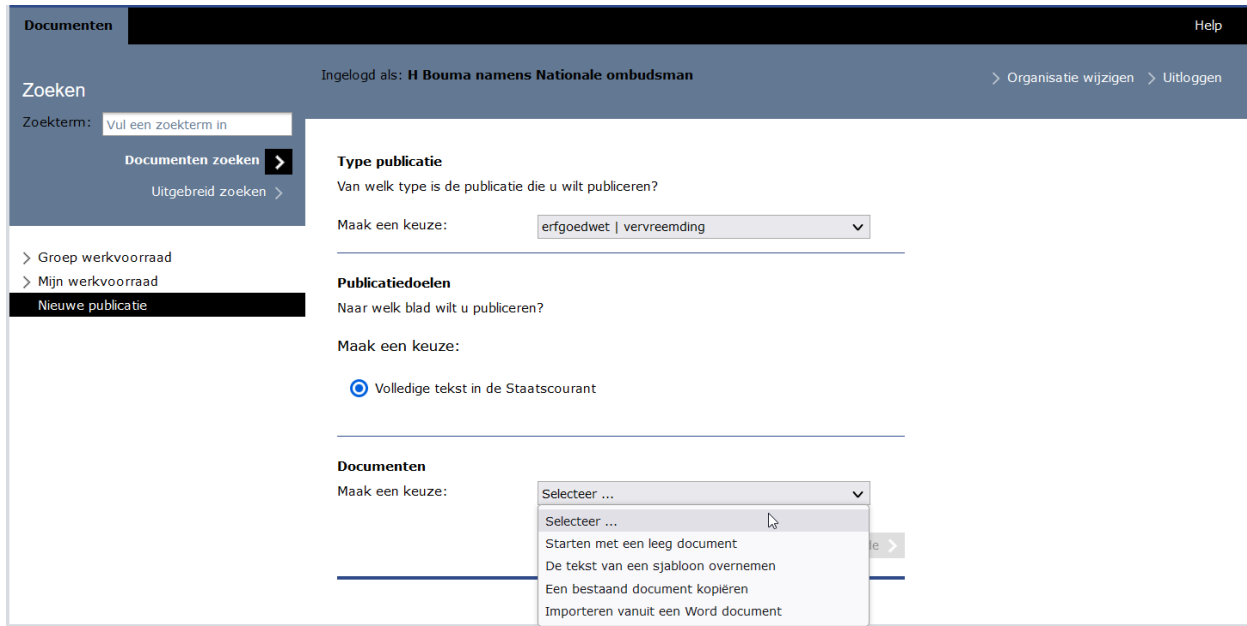 Documenten
Help
Ingelogd als: H Bouma namens Nationale ombudsman
Organisatie wijzigen
Uitloggen
Zoeken
Zoekterm:
Vul een zoekterm in
Documenten zoeken
Uitgebreid zoeken
Groep werkvoorraad
Mijn werkvoorraad
Nieuwe publicatie
Type publicatie
Van welk type is de publicatie die u wilt publiceren?
Maak een keuze:
erfgoedwet | vervreemding
Publicatiedoelen
Naar welk blad wilt u publiceren?
Maak een keuze:
Volledige tekst in de Staatscourant
Documenten
Maak een keuze:
Selecteer ...
Selecteer ...
Starten met een leeg document
De tekst van een sjabloon overnemen
Een bestaand document kopiëren
Importeren vanuit een Word document